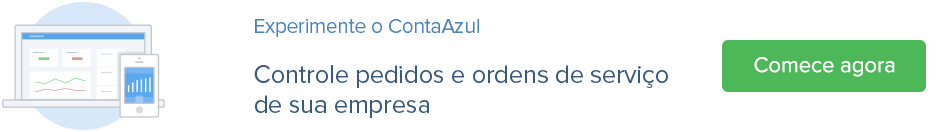 Experimente o ContaAzul
Controle pedidos e ordens de serviço
de sua empresa
Comece agora